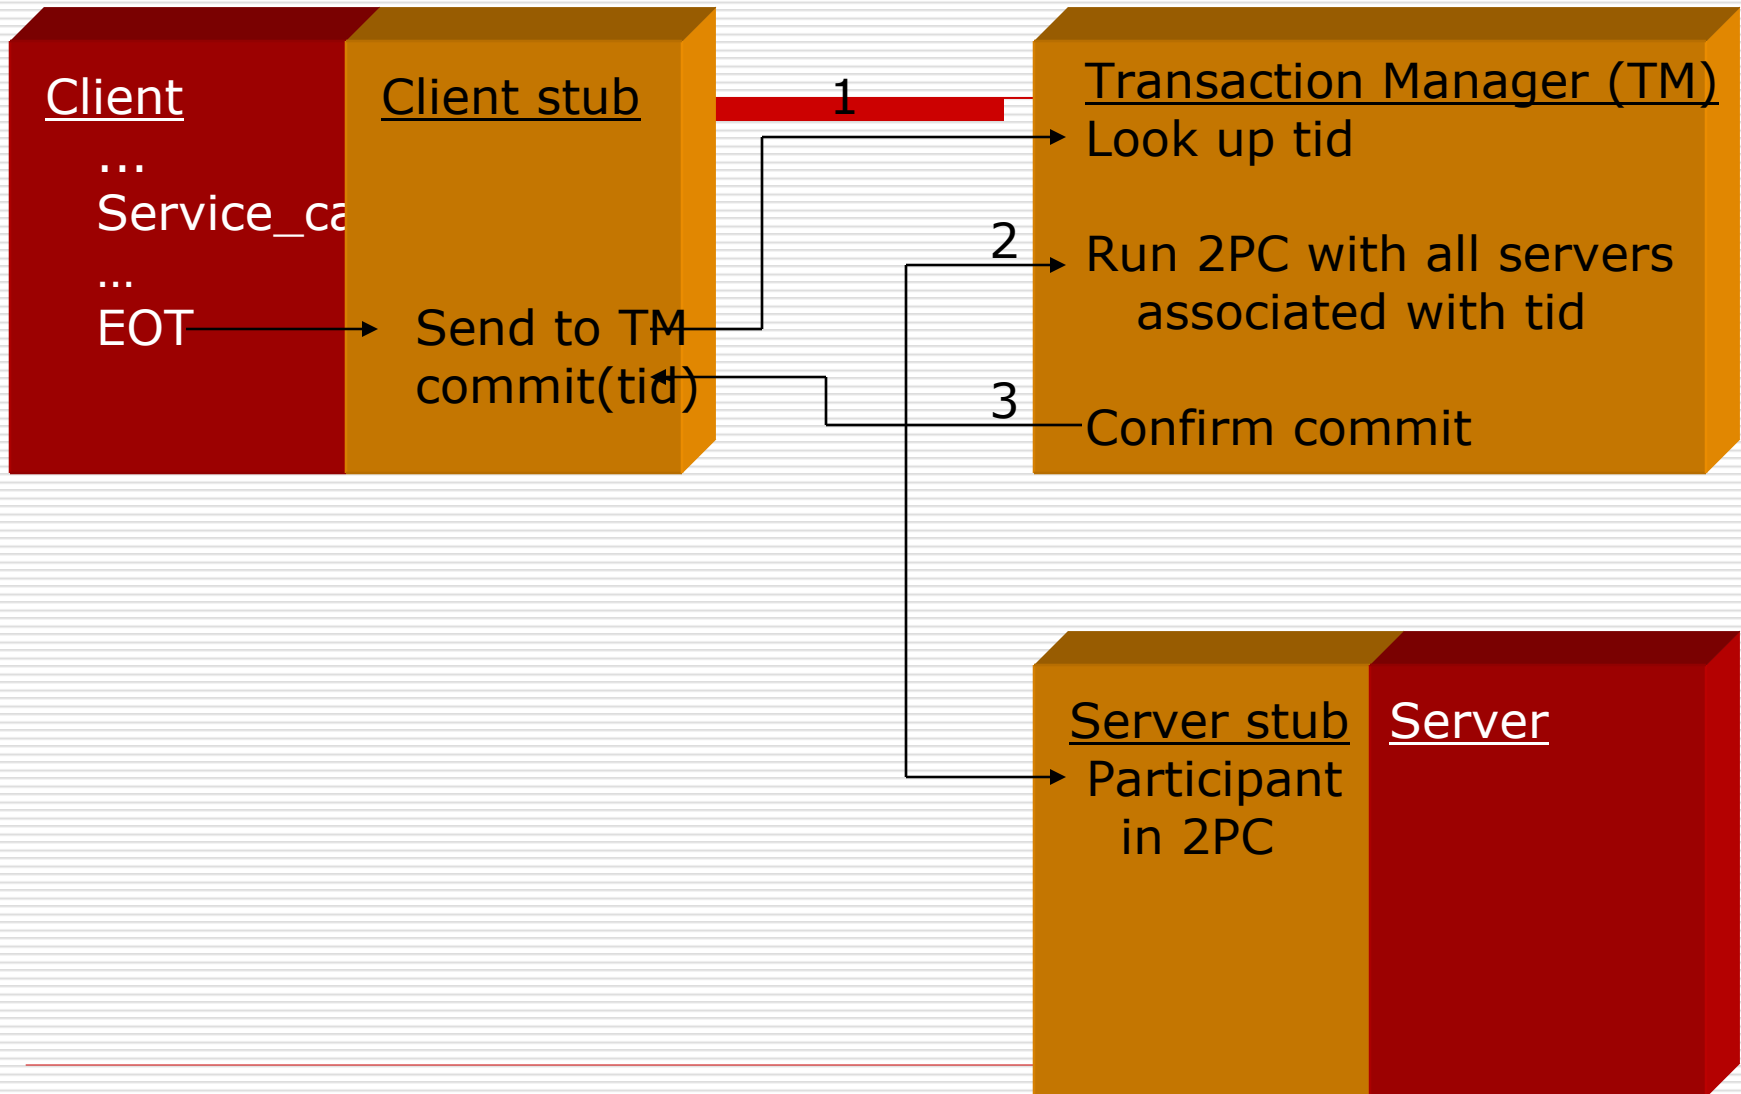 Client
...
Service_ca
...
EOT
Client stub
Send to TM
commit(tid)
1
2
3
Transaction Manager (TM)
Look up tid
Run 2PC with all servers
associated with tid
Confirm commit
Server stub
Participant
in 2PC
Server